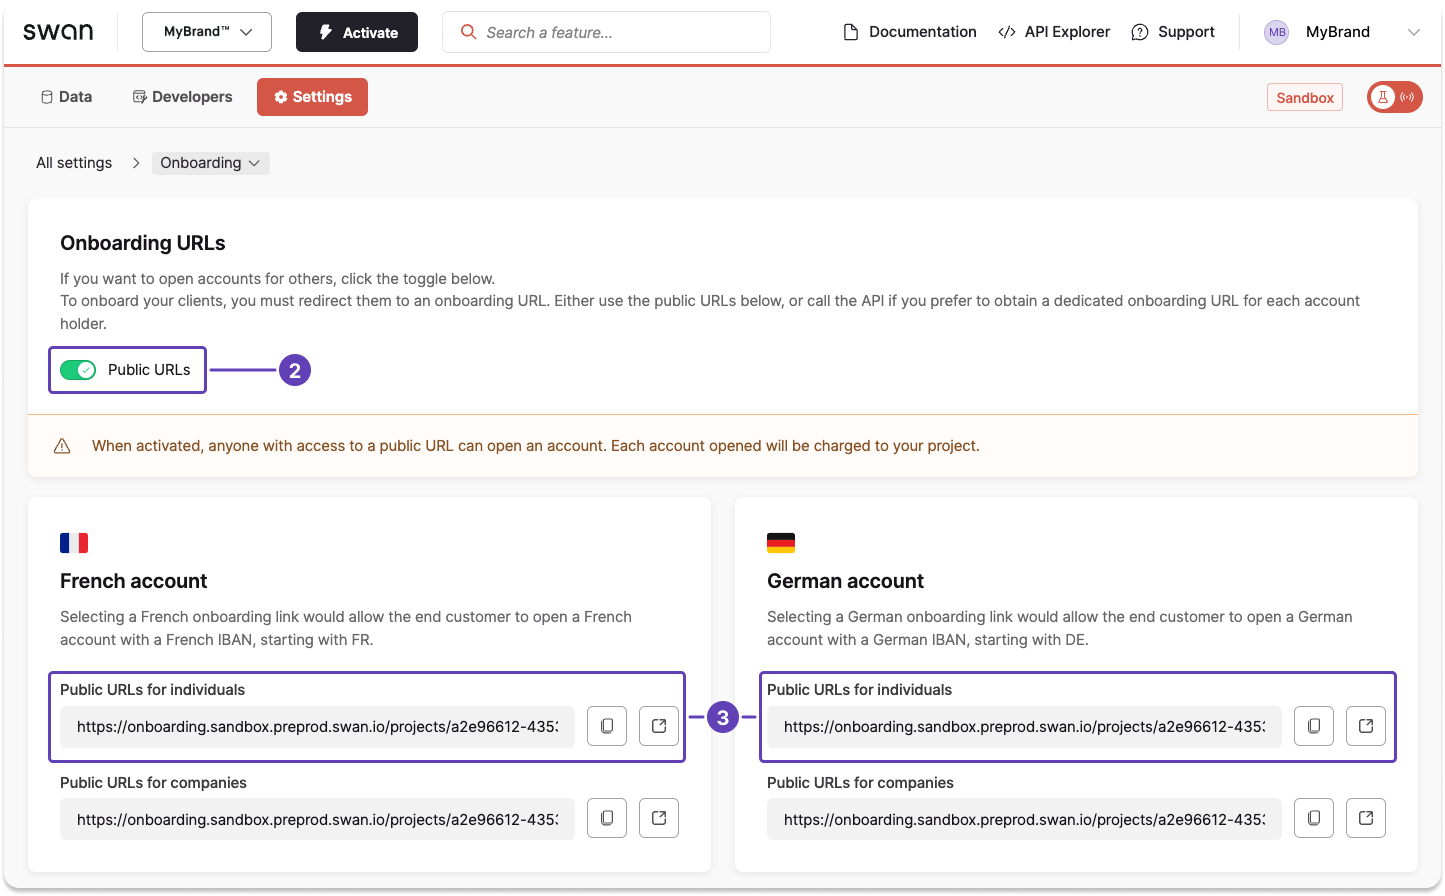 swan
MyBrand™
Activate
Search a feature...
Documentation
API Explorer
Support
MB
MyBrand
Data
Developers
Settings
Sandbox
All settings
Onboarding
Onboarding URLs
If you want to open accounts for others, click the toggle below.
To onboard your clients, you must redirect them to an onboarding URL. Either use the public URLs below, or call the API if you prefer to obtain a dedicated onboarding URL for each account
holder.
Public URLs
2
When activated, anyone with access to a public URL can open an account. Each account opened will be charged to your project.
French account
Selecting a French onboarding link would allow the end customer to open a French
account with a French IBAN, starting with FR.
Public URLs for individuals
https://onboarding.sandbox.preprod.swan.io/projects/a2e96612-435
Public URLs for companies
https://onboarding.sandbox.preprod.swan.io/projects/a2e96612-435
3
German account
Selecting a German onboarding link would allow the end customer to open a German
account with a German IBAN, starting with DE.
Public URLs for individuals
https://onboarding.sandbox.preprod.swan.io/projects/a2e96612-435
Public URLs for companies
https://onboarding.sandbox.preprod.swan.io/projects/a2e96612-435